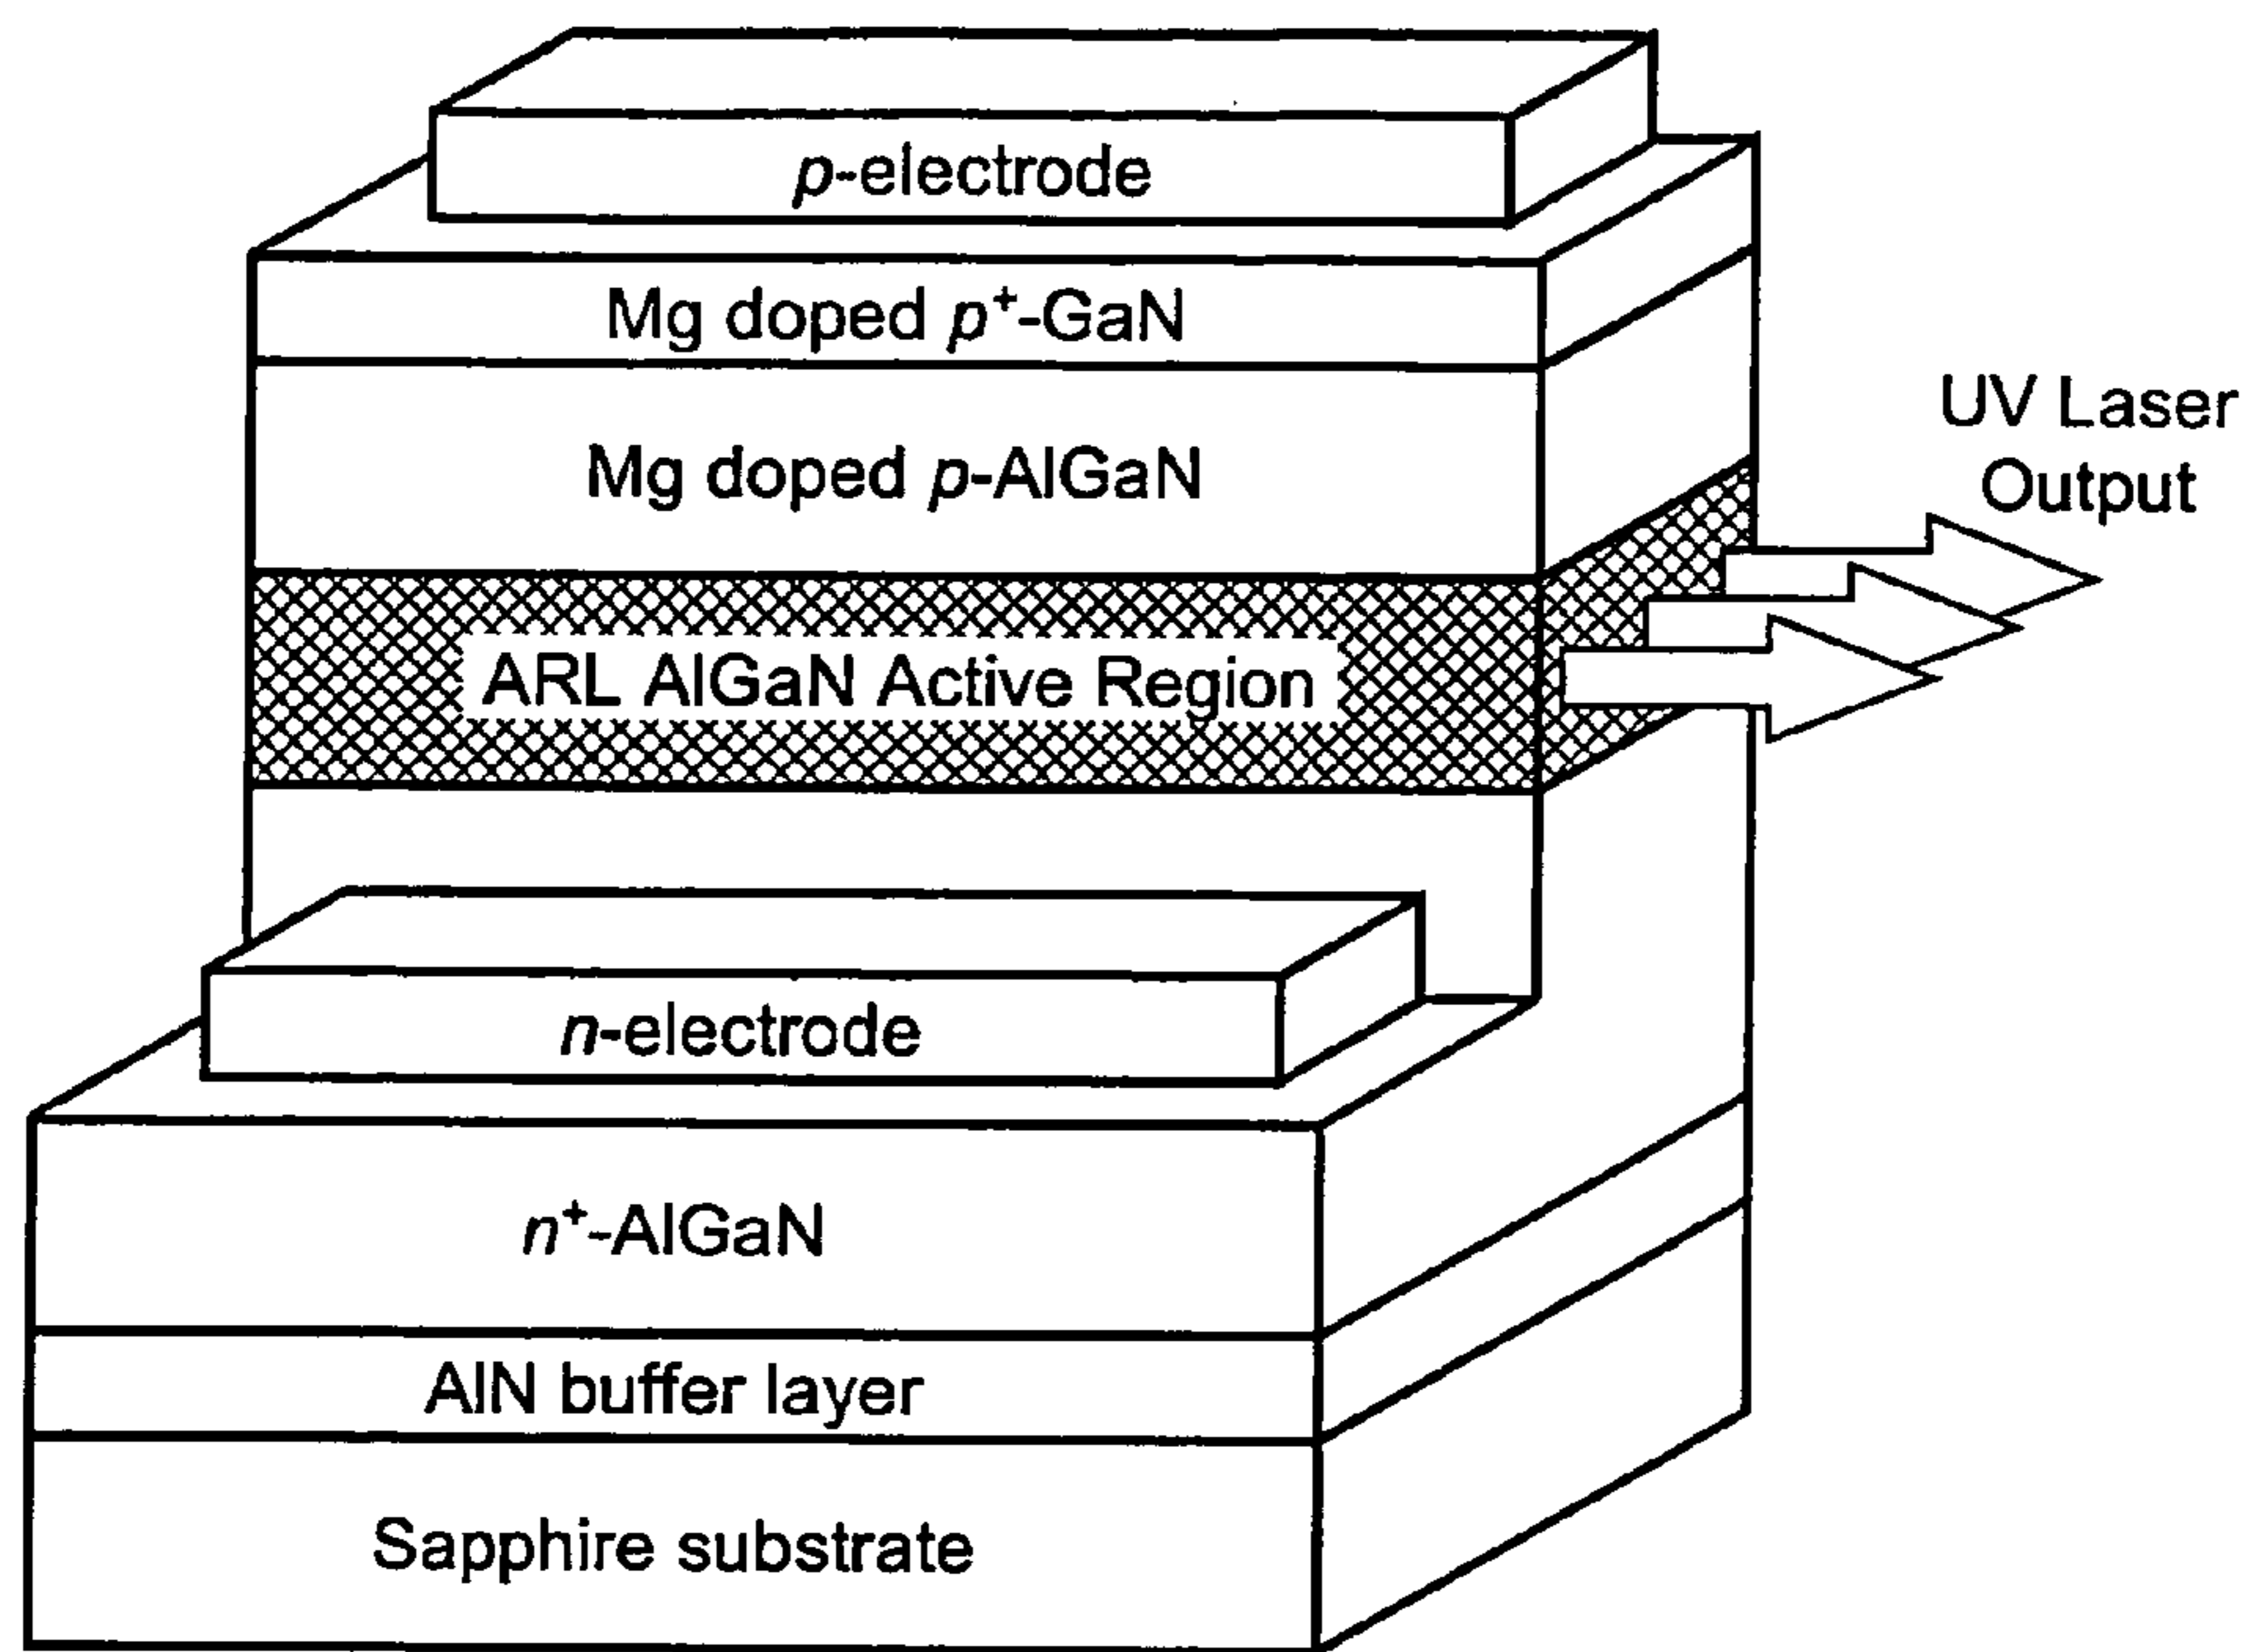 p-electrode
Mg doped p⁺-GaN
Mg doped p-AlGaN
UV Laser
Output
ARL AlGaN Active Region
n-electrode
n⁺-AlGaN
AlN buffer layer
Sapphire substrate